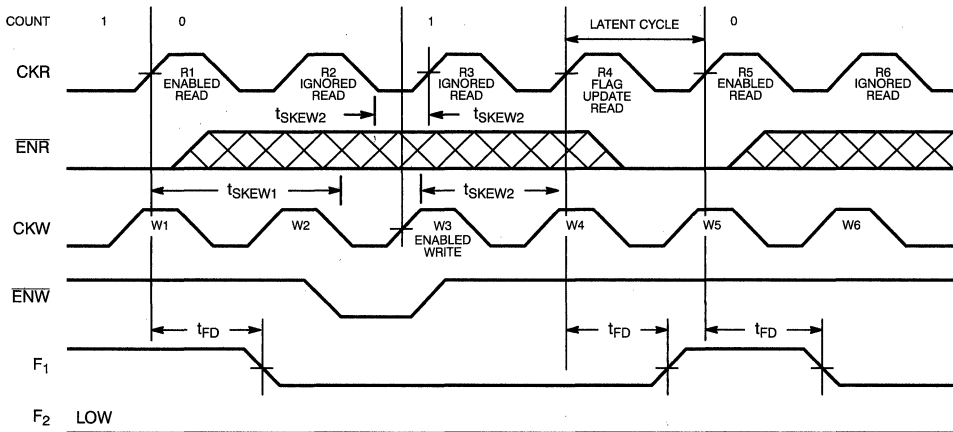 COUNT 1 0 1 LATENT CYCLE 0
CKR
R1
ENABLED
READ
R2
IGNORED
READ
R3
IGNORED
READ
R4
FLAG
UPDATE
READ
R5
ENABLED
READ
R6
IGNORED
READ
tSKEW2 tSKEW2
ENR
tSKEW1 tSKEW2
CKW W1 W2 W3 W4 W5 W6
ENABLED
WRITE
ENW
tFD tFD tFD
F1
F2 LOW